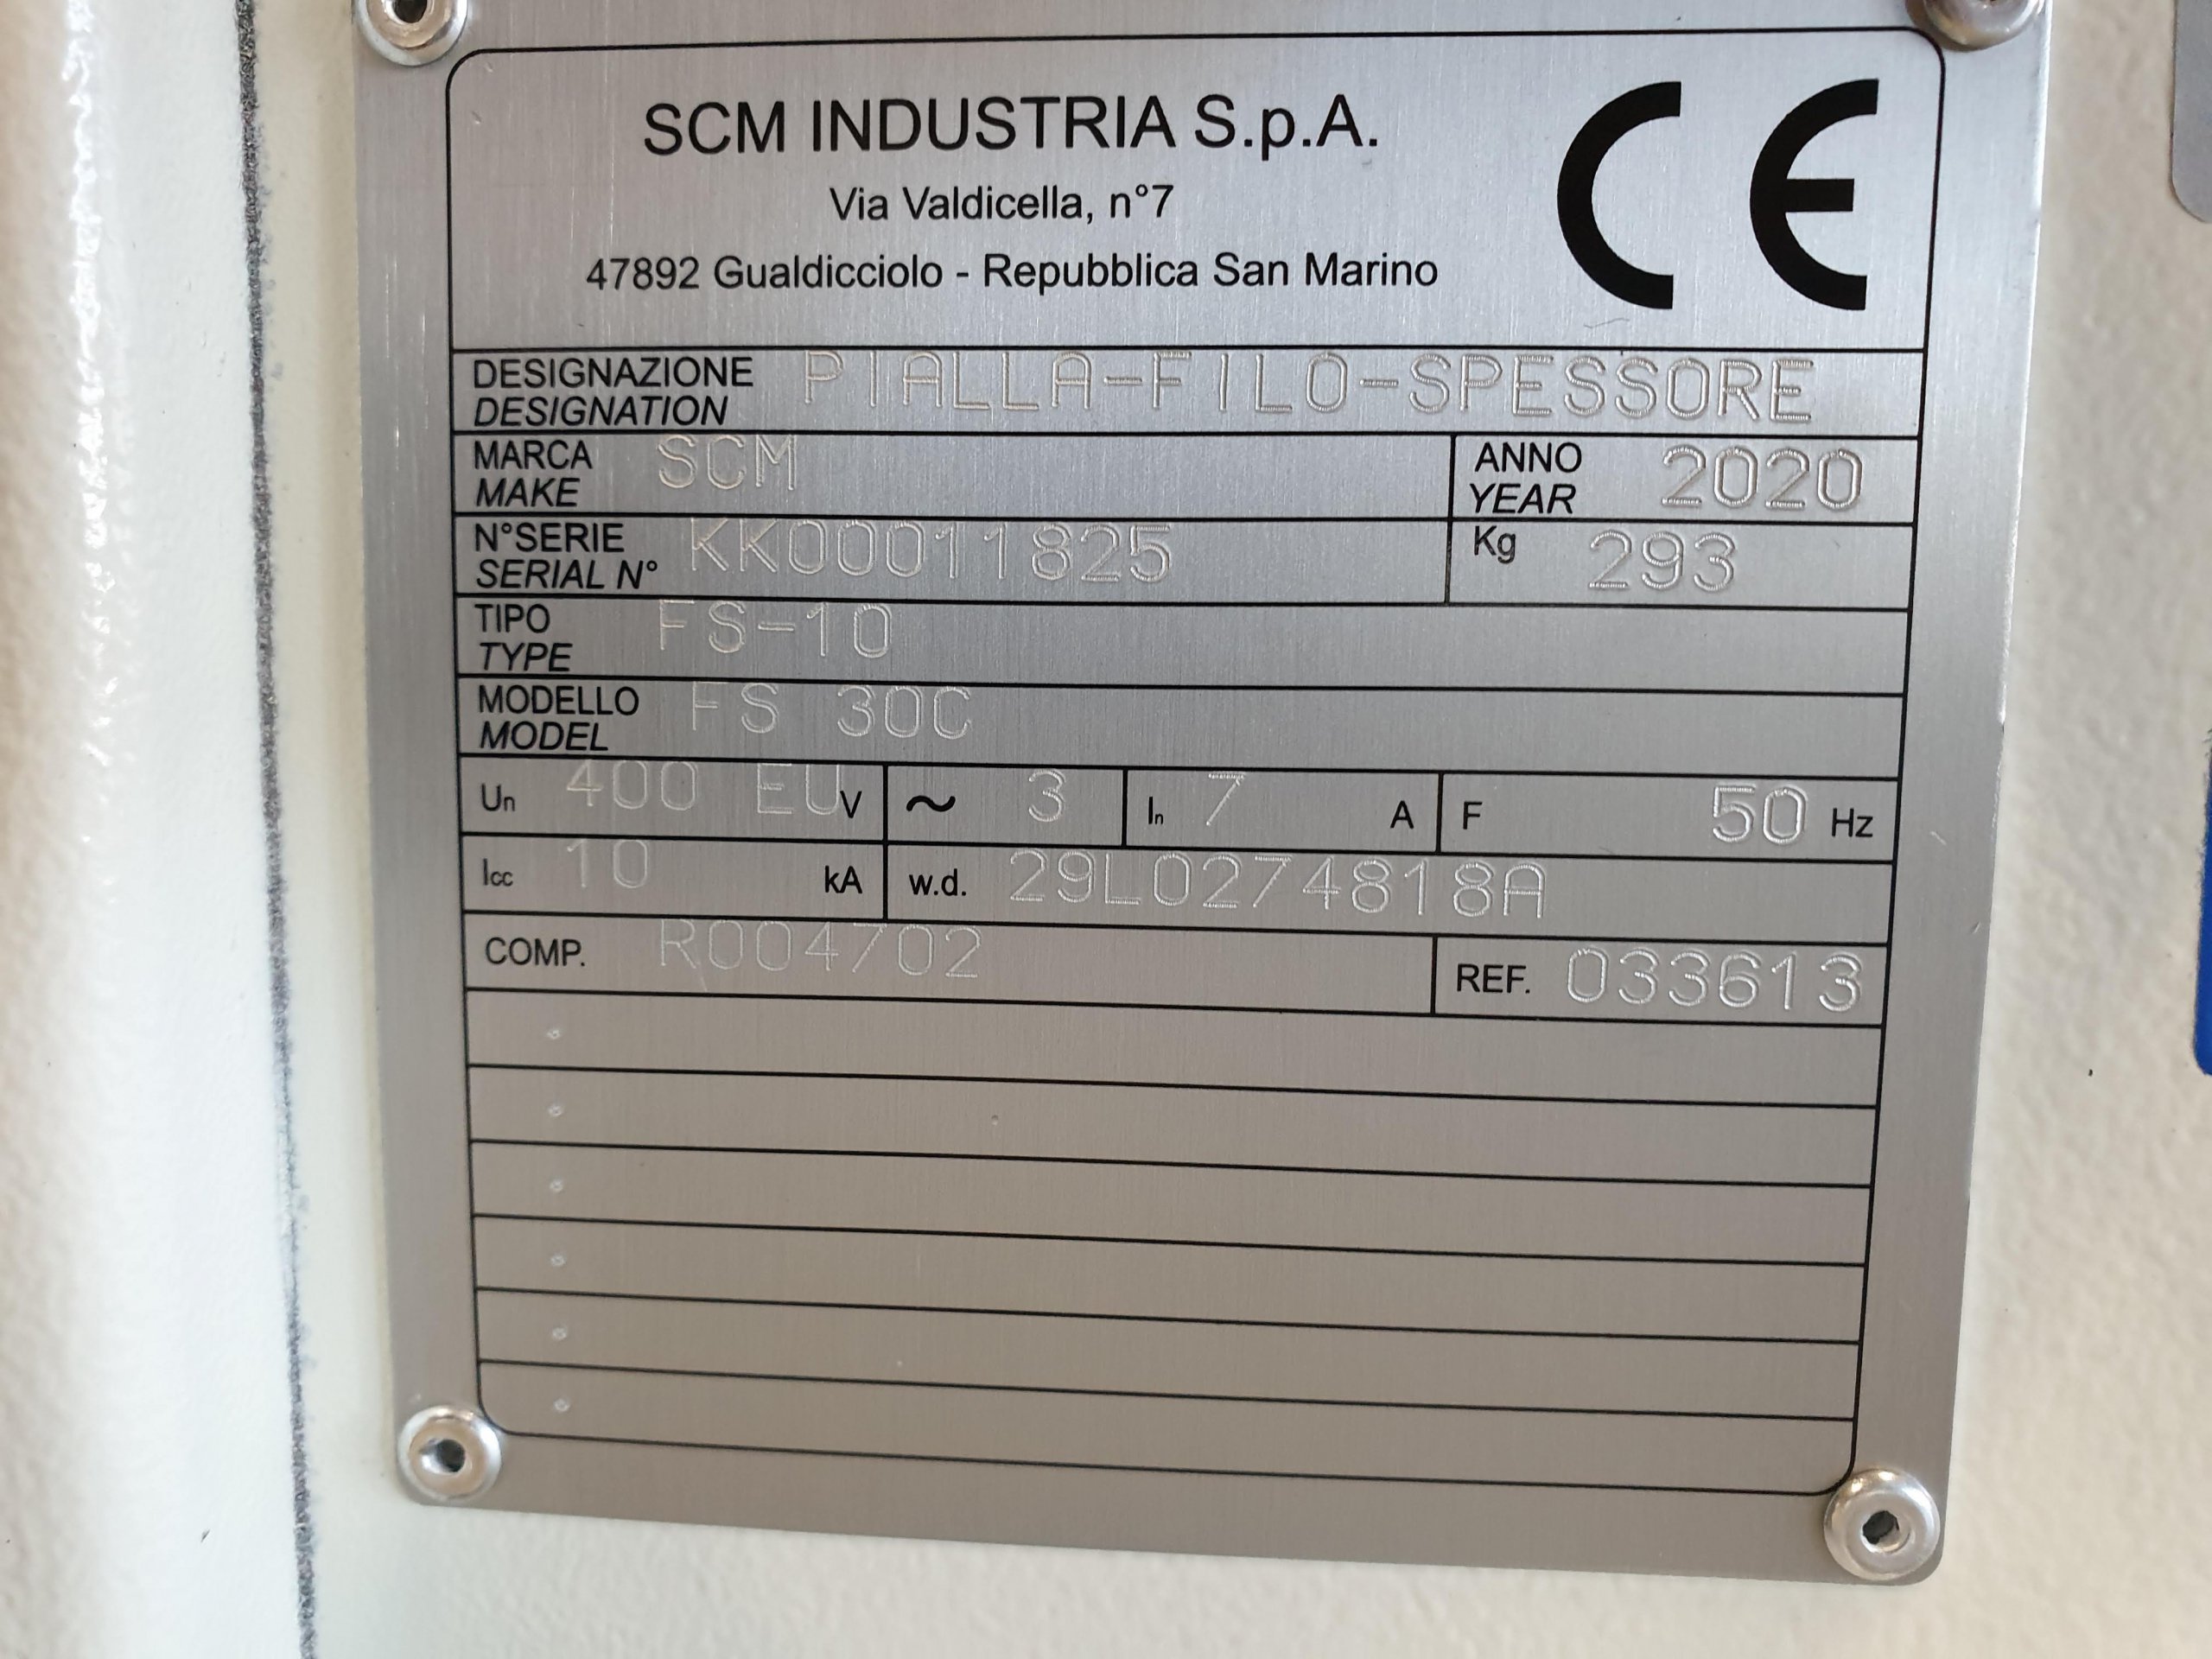 SCM INDUSTRIA S.p.A.
Via Valdicella, n°7
47892 Gualdicciolo - Repubblica San Marino
CE
DESIGNAZIONE
DESIGNATION
PIALLA-FILO-SPESSORE
MARCA
MAKE
SCM
ANNO
YEAR
2020
N°SERIE
SERIAL N°
KK00011825
Kg 293
TIPO
TYPE
FS-10
MODELLO
MODEL
FS 30C
Un 400 EU V
~ 3
In 7 A
F 50 Hz
Icc 10 kA
w.d. 29L0274818A
COMP. R004702
REF. 033613